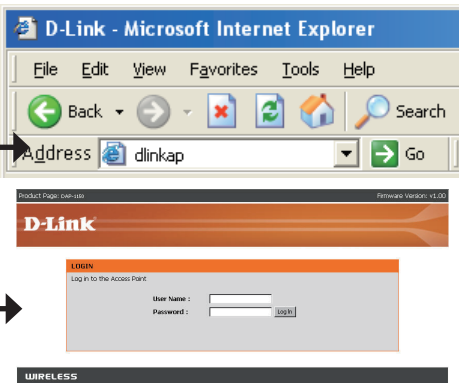 D-Link - Microsoft Internet Explorer
File Edit View Favorites Tools Help
Back Search
Address dlinkap Go
Product Page: DAP-1150 Firmware Version: v1.00
D-Link
LOGIN
Log in to the Access Point
User Name :
Password : Log In
WIRELESS